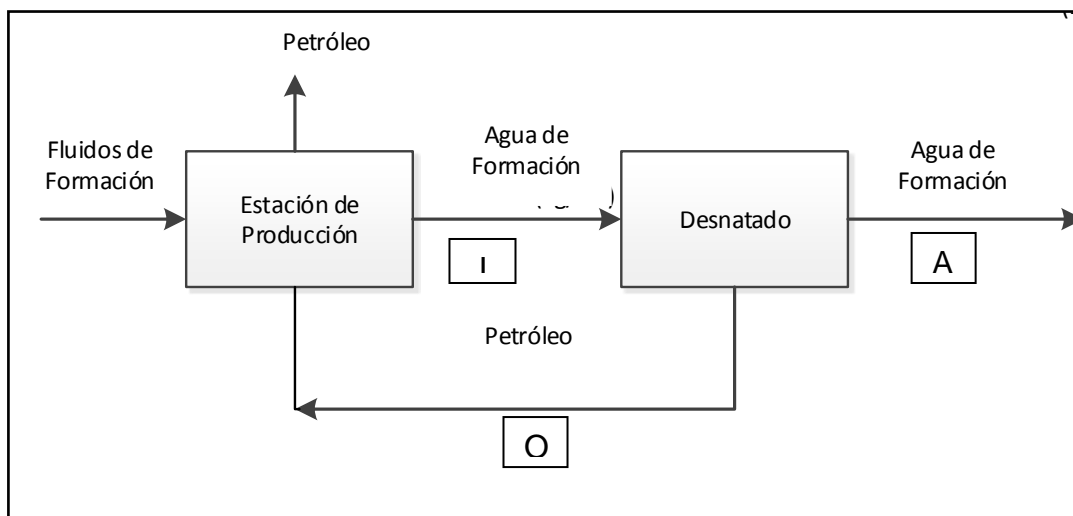 Petróleo
Fluidos de
Formación
Estación de
Producción
Agua de
Formación
Desnatado
Agua de
Formación
I
A
Petróleo
O